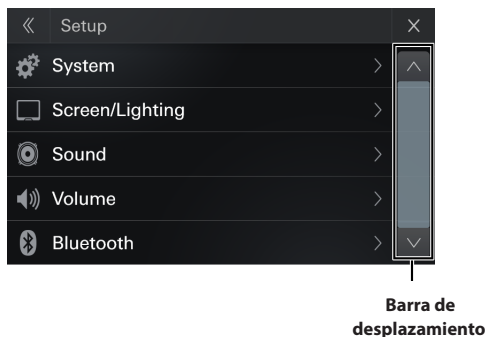 Setup
System
Screen/Lighting
Sound
Volume
Bluetooth
Barra de
desplazamiento